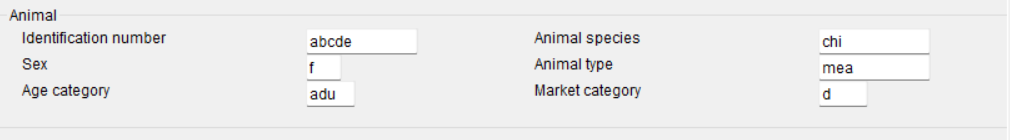 Animal
Identification number abcde Animal species chi
Sex f Animal type mea
Age category adu Market category d